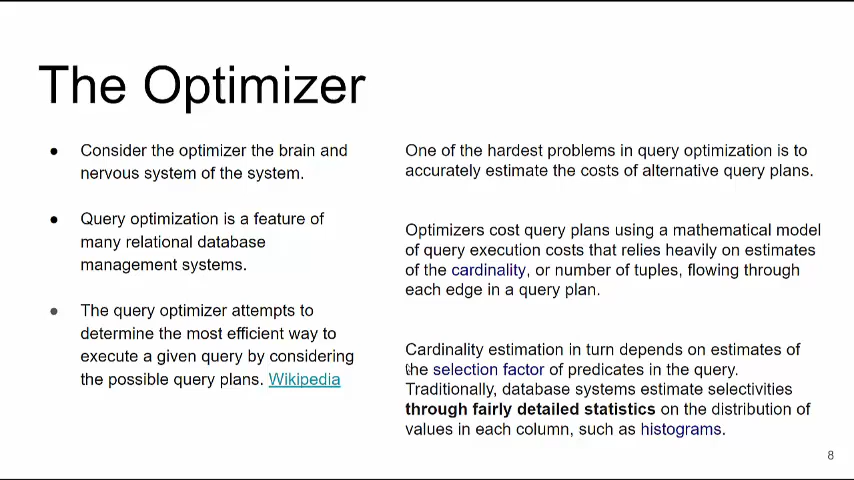 The Optimizer
● Consider the optimizer the brain and
nervous system of the system.
● Query optimization is a feature of
many relational database
management systems.
● The query optimizer attempts to
determine the most efficient way to
execute a given query by considering
the possible query plans. Wikipedia
One of the hardest problems in query optimization is to
accurately estimate the costs of alternative query plans.
Optimizers cost query plans using a mathematical model
of query execution costs that relies heavily on estimates
of the cardinality, or number of tuples, flowing through
each edge in a query plan.
Cardinality estimation in turn depends on estimates of
the selection factor of predicates in the query.
Traditionally, database systems estimate selectivities
through fairly detailed statistics on the distribution of
values in each column, such as histograms.
8